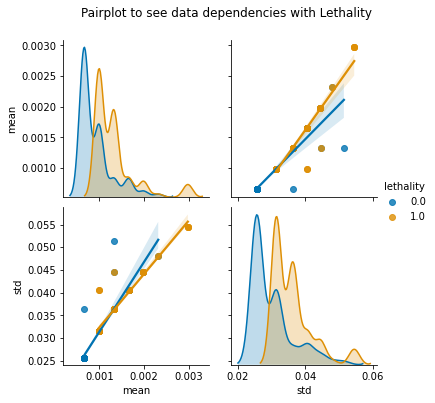 Pairplot to see data dependencies with Lethality
0.0030
0.0025
0.0020
0.0015
0.0010
mean
lethality
0.0
1.0
0.055
0.050
0.045
0.040
0.035
0.030
0.025
std
0.001 0.002 0.003
mean
0.02 0.04 0.06
std